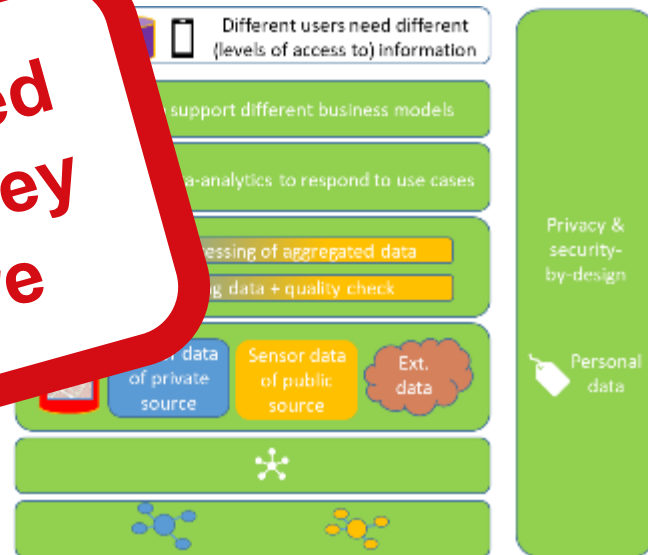 Different users need different
(levels of access to) information
support different business models
a-analytics to respond to use cases
essing of aggregated data
g data + quality check
data
of private
source
Sensor data
of public
source
Ext.
data
Privacy &
security-
by-design
Personal
data
ed
ey
e